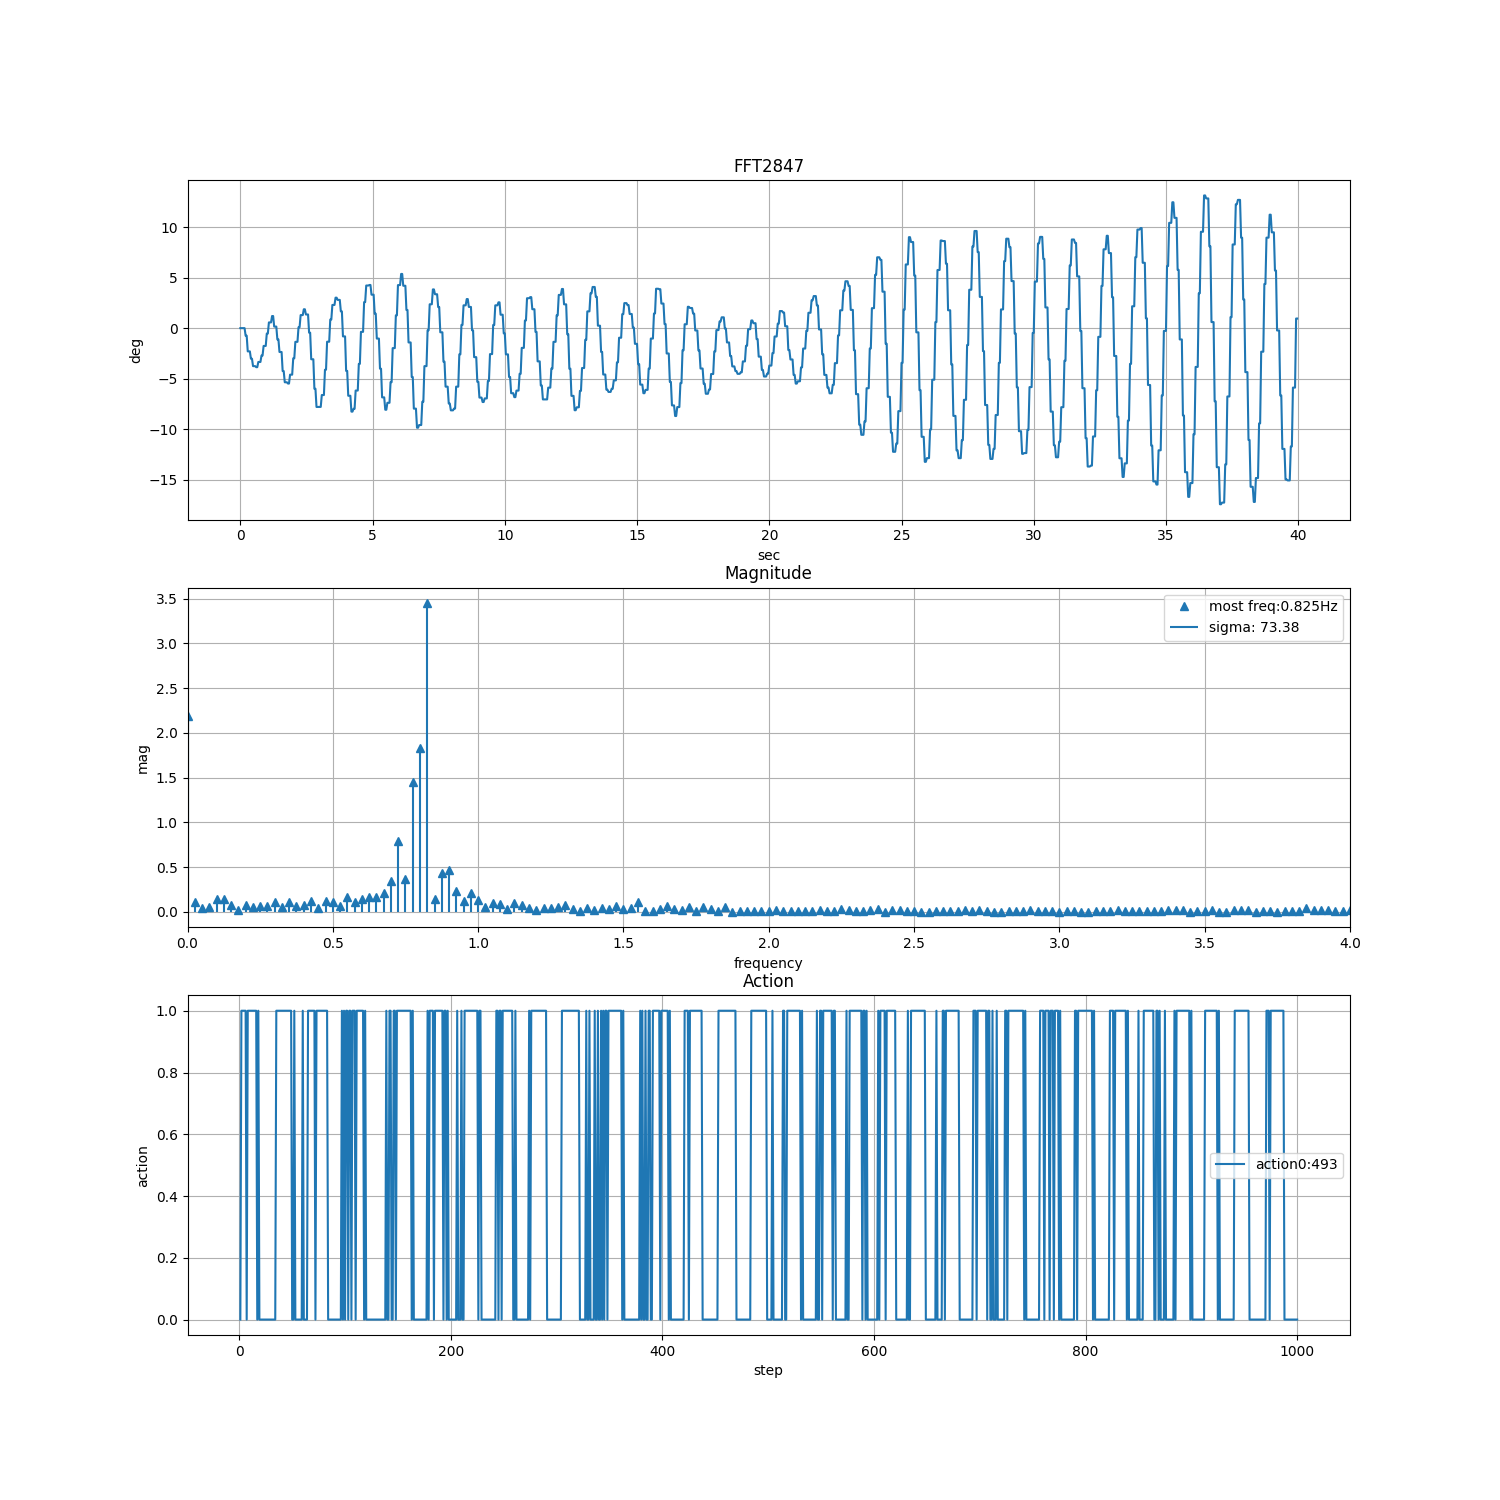 FFT2847
10
5
0
−5
−10
−15
deg
0 5 10 15 20 25 30 35 40
sec
Magnitude
3.5
3.0
2.5
2.0
1.5
1.0
0.5
0.0
mag
most freq:0.825Hz
sigma: 73.38
0.0 0.5 1.0 1.5 2.0 2.5 3.0 3.5 4.0
frequency
Action
1.0
0.8
0.6
0.4
0.2
0.0
action
action0:493
0 200 400 600 800 1000
step